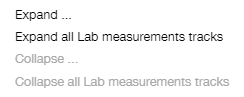 Expand ...
Expand all Lab measurements tracks
Collapse ...
Collapse all Lab measurements tracks